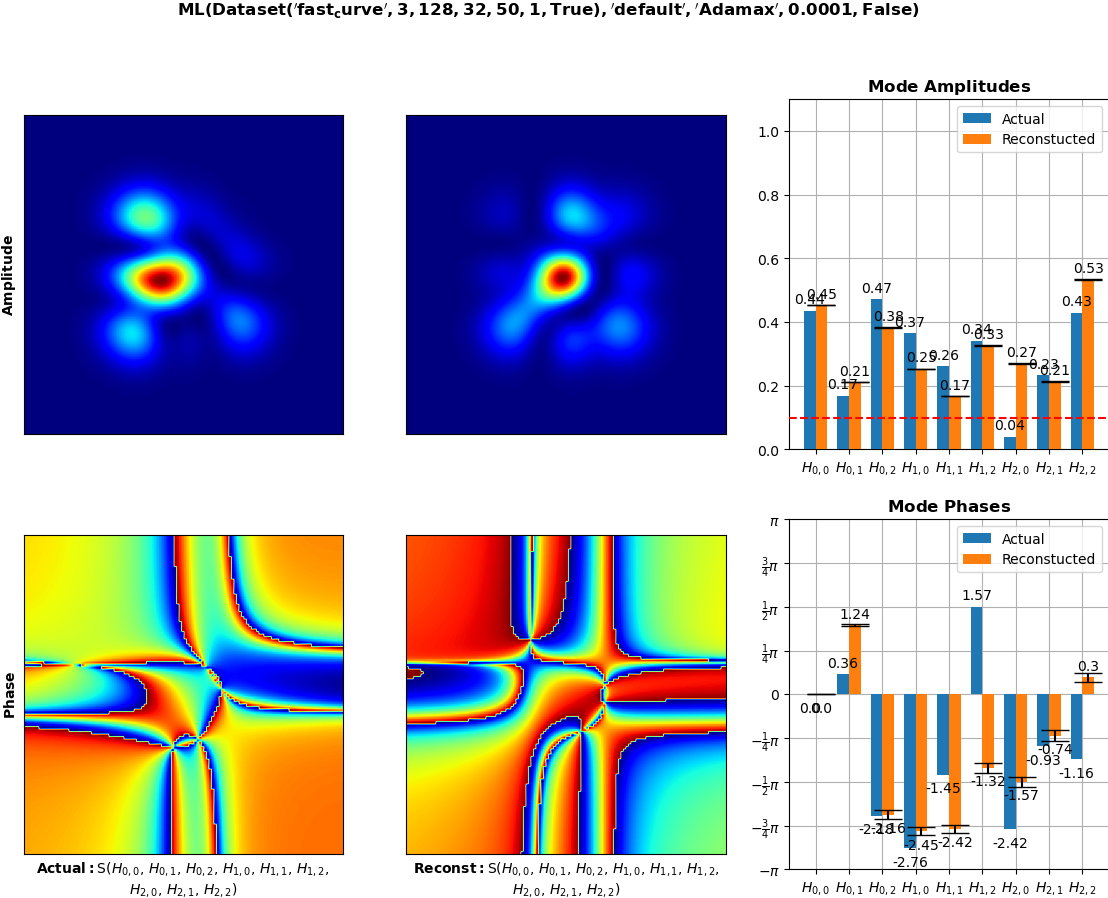 ML(Dataset('fast_curve', 3, 128, 32, 50, 1, True), 'default', 'Adamax', 0.0001, False)
Amplitude
Mode Amplitudes
Actual
Reconstucted
1.0
0.8
0.6
0.4
0.2
0.0
0.44
0.45
0.17
0.21
0.47
0.38
0.37
0.25
0.26
0.17
0.34
0.33
0.04
0.27
0.23
0.21
0.43
0.53
H0,0 H0,1 H0,2 H1,0 H1,1 H1,2 H2,0 H2,1 H2,2
Phase
Actual: S(H0,0, H0,1, H0,2, H1,0, H1,1, H1,2,
H2,0, H2,1, H2,2)
Reconst: S(H0,0, H0,1, H0,2, H1,0, H1,1, H1,2,
H2,0, H2,1, H2,2)
Mode Phases
Actual
Reconstucted
π
3/4π
1/2π
1/4π
0
−1/4π
−1/2π
−3/4π
−π
0.0
0.0
0.36
1.24
-2.18
-2.16
-2.76
-2.45
-1.45
-2.42
1.57
-1.32
-2.42
-1.57
-0.93
-0.74
-1.16
0.3
H0,0 H0,1 H0,2 H1,0 H1,1 H1,2 H2,0 H2,1 H2,2